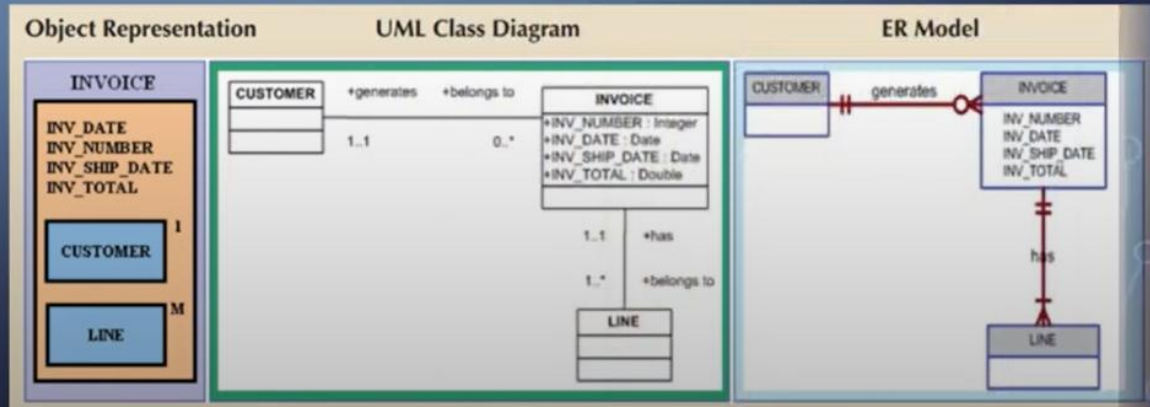 Object Representation
UML Class Diagram
ER Model
INVOICE
INV_DATE
INV_NUMBER
INV_SHIP_DATE
INV_TOTAL
CUSTOMER
1
LINE
M
CUSTOMER
+generates
+belongs to
1..1
0..*
INVOICE
+INV_NUMBER : Integer
+INV_DATE : Date
+INV_SHIP_DATE : Date
+INV_TOTAL : Double
1..1
+has
1..*
+belongs to
LINE
CUSTOMER
generates
INVOICE
INV_NUMBER
INV_DATE
INV_SHIP_DATE
INV_TOTAL
has
LINE